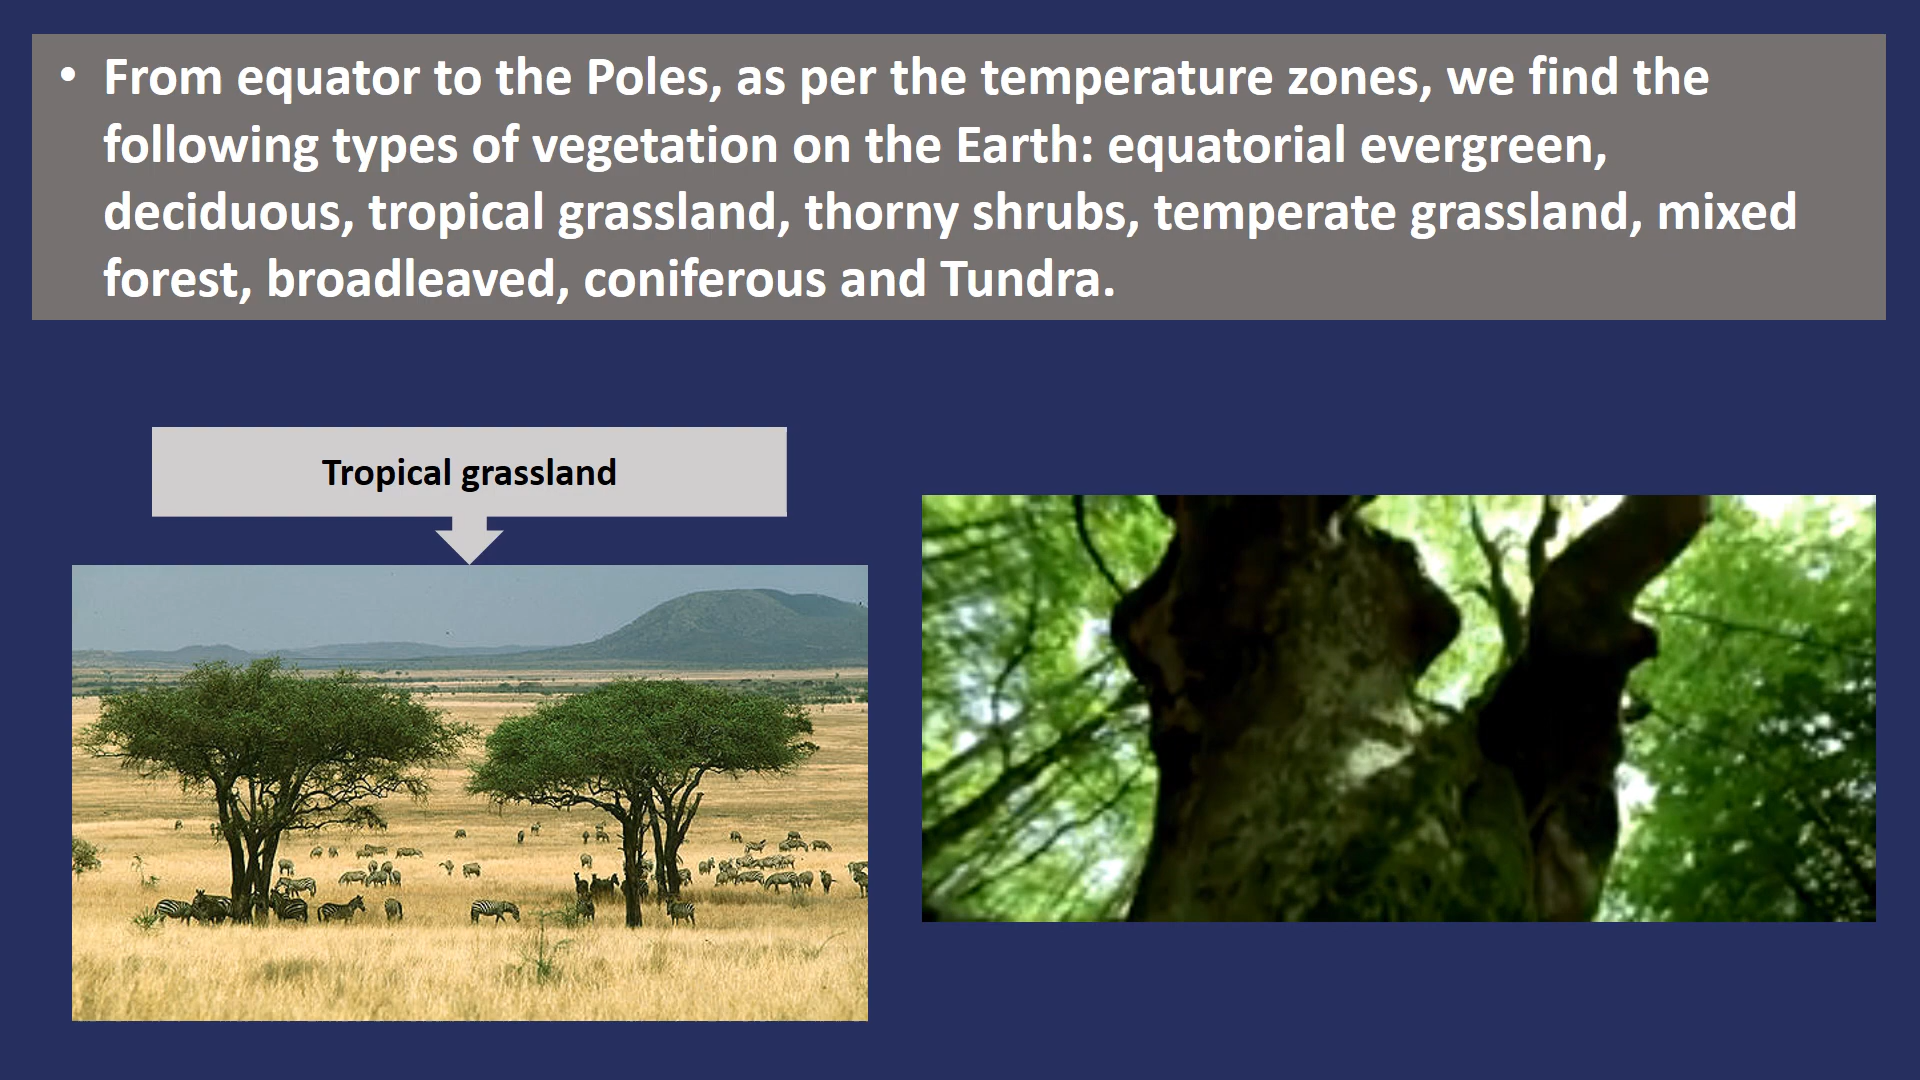 • From equator to the Poles, as per the temperature zones, we find the
following types of vegetation on the Earth: equatorial evergreen,
deciduous, tropical grassland, thorny shrubs, temperate grassland, mixed
forest, broadleaved, coniferous and Tundra.
Tropical grassland